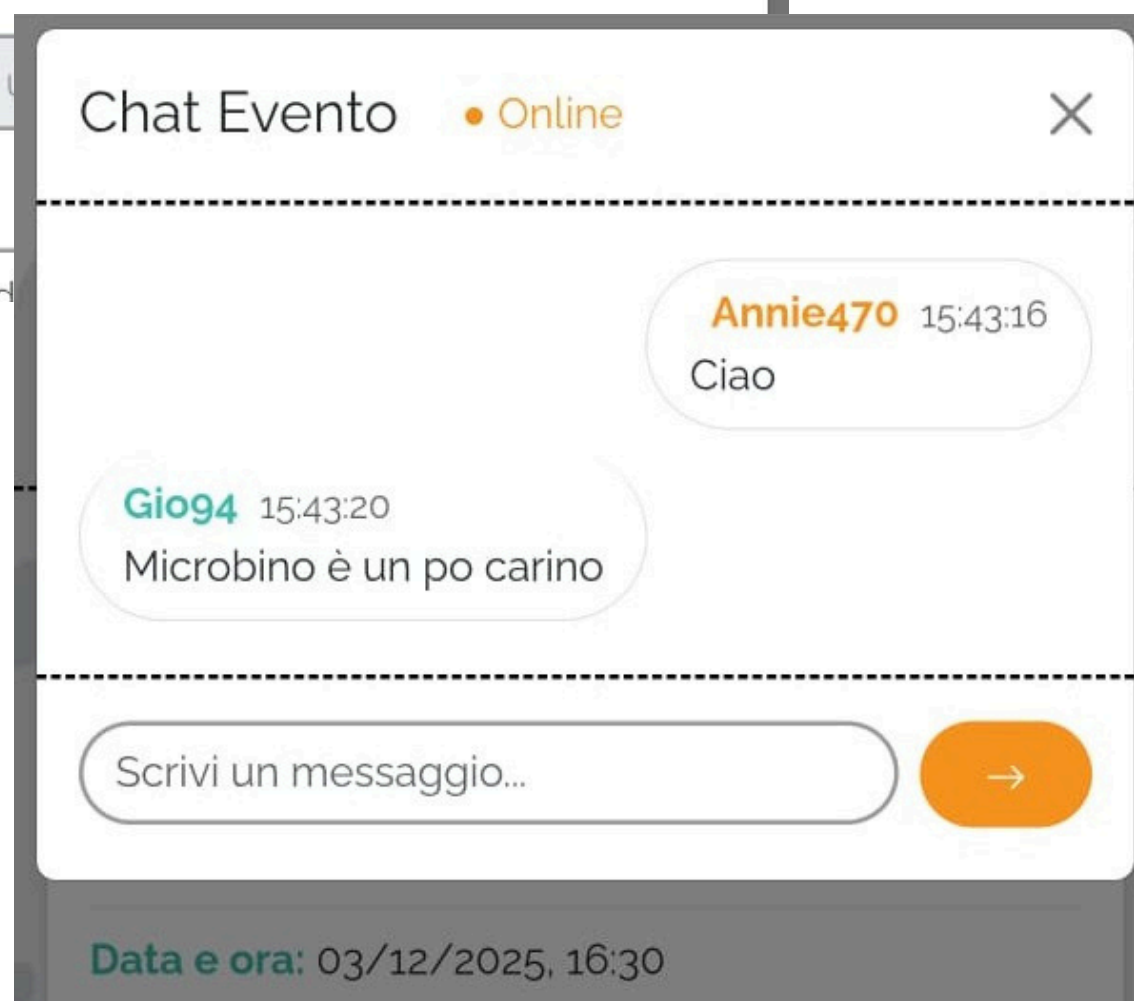 Chat Evento • Online
Annie470 15:43:16
Ciao
Gio94 15:43:20
Microbino è un po carino
Scrivi un messaggio...
Data e ora: 03/12/2025, 16:30